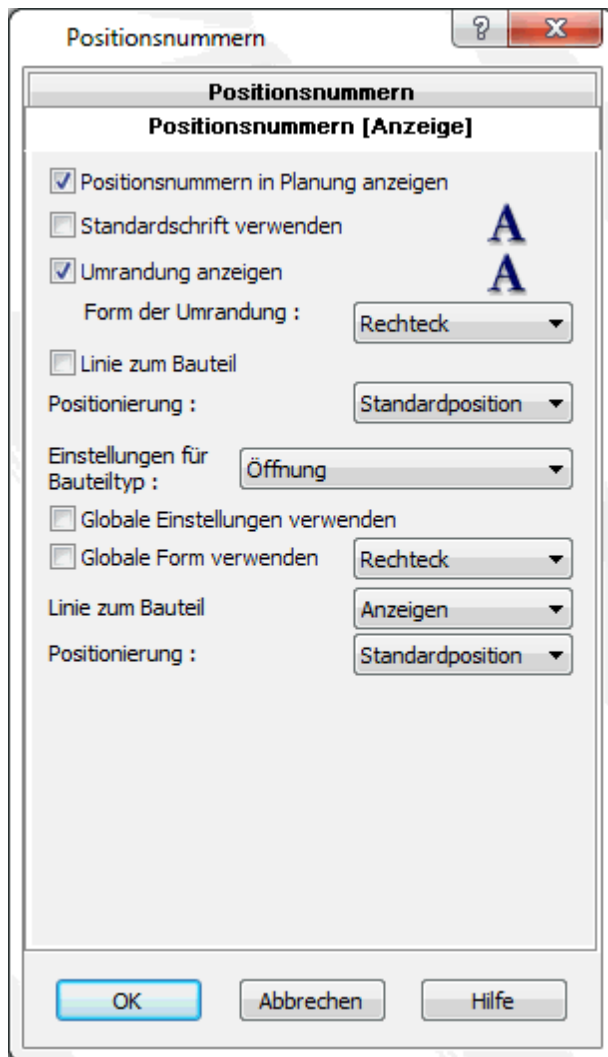 Positionsnummern
Positionsnummern
Positionsnummern [Anzeige]
Positionsnummern in Planung anzeigen
Standardschrift verwenden A
Umrandung anzeigen A
Form der Umrandung : Rechteck
Linie zum Bauteil
Positionierung : Standardposition
Einstellungen für
Bauteiltyp : Öffnung
Globale Einstellungen verwenden
Globale Form verwenden Rechteck
Linie zum Bauteil Anzeigen
Positionierung : Standardposition
OK Abbrechen Hilfe